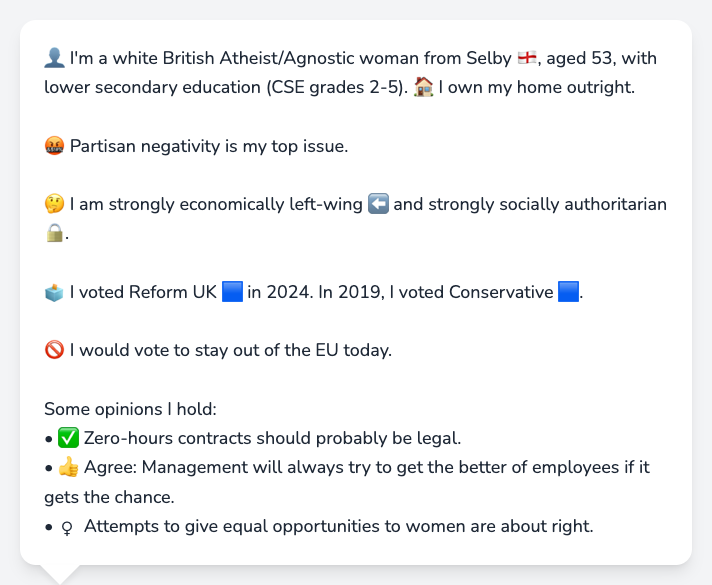 👤 I'm a white British Atheist/Agnostic woman from Selby 🏴󠁧󠁢󠁥󠁮󠁧󠁿, aged 53, with
lower secondary education (CSE grades 2-5). 🏠 I own my home outright.
🤬 Partisan negativity is my top issue.
🤔 I am strongly economically left-wing ⬅️ and strongly socially authoritarian
🔒.
🗳️ I voted Reform UK 🟦 in 2024. In 2019, I voted Conservative 🟦.
🚫 I would vote to stay out of the EU today.
Some opinions I hold:
• ✅ Zero-hours contracts should probably be legal.
• 👍 Agree: Management will always try to get the better of employees if it
gets the chance.
• ♀ Attempts to give equal opportunities to women are about right.